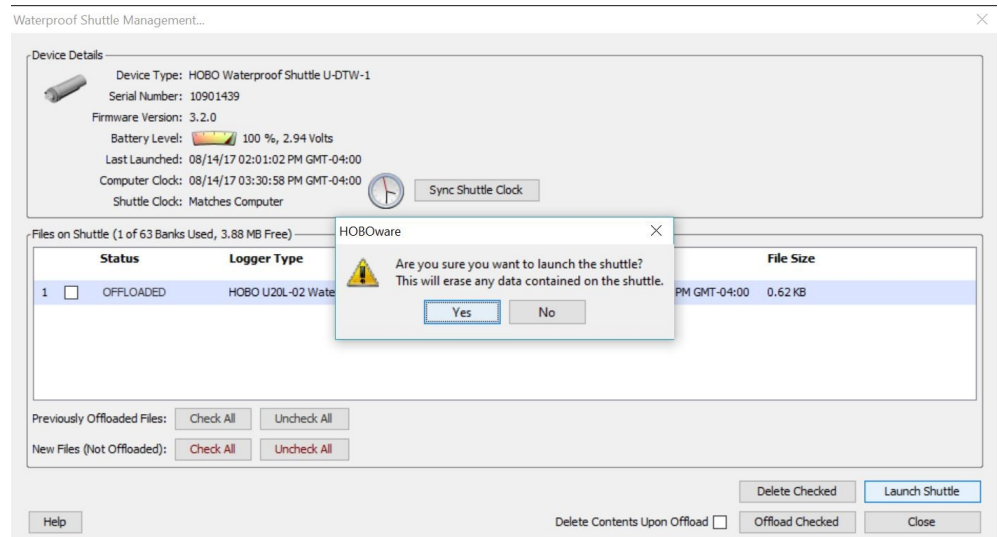 Waterproof Shuttle Management...
Device Details
Device Type: HOBO Waterproof Shuttle U-DTW-1
Serial Number: 10901439
Firmware Version: 3.2.0
Battery Level: 100 %, 2.94 Volts
Last Launched: 08/14/17 02:01:02 PM GMT-04:00
Computer Clock: 08/14/17 03:30:58 PM GMT-04:00
Shuttle Clock: Matches Computer
Sync Shuttle Clock
Files on Shuttle (1 of 63 Banks Used, 3.88 MB Free)
Status Logger Type File Size
1 OFFLOADED HOBO U20L-02 Wate PM GMT-04:00 0.62 KB
HOBOware
Are you sure you want to launch the shuttle?
This will erase any data contained on the shuttle.
Yes No
Previously Offloaded Files: Check All Uncheck All
New Files (Not Offloaded): Check All Uncheck All
Delete Checked Launch Shuttle
Help Delete Contents Upon Offload Offload Checked Close